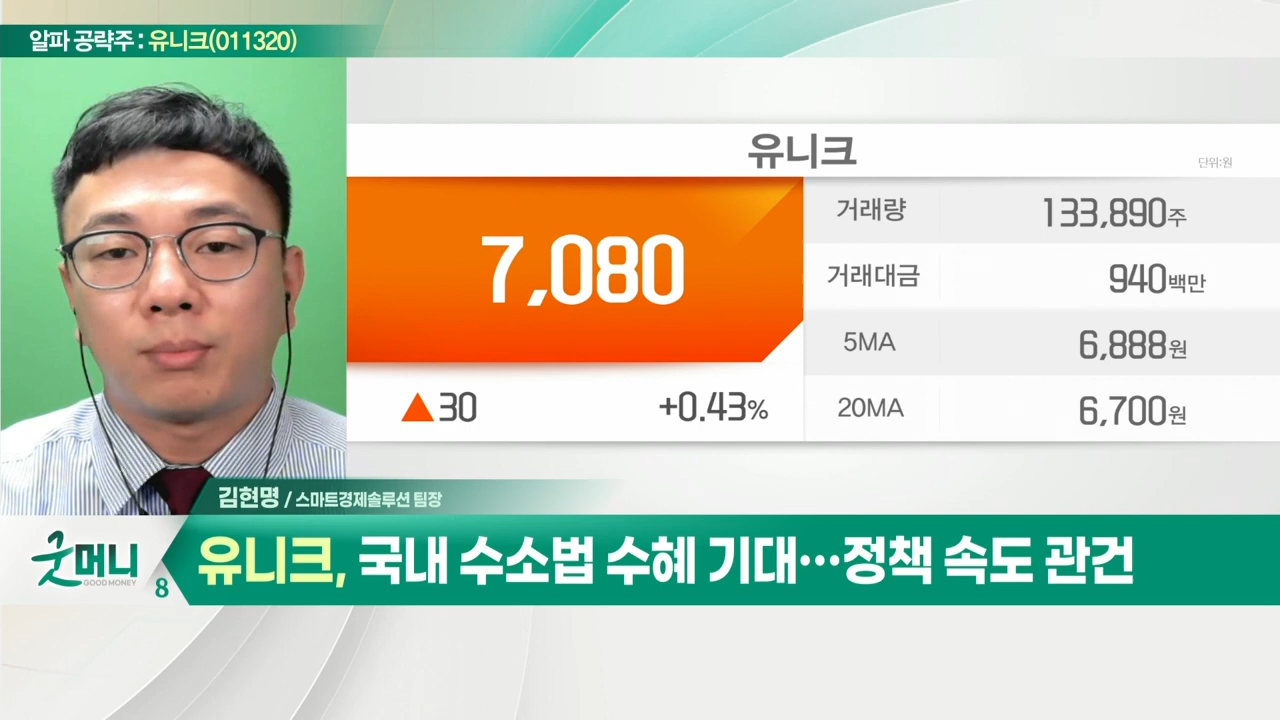 알파 공략주 : 유니크(011320)
유니크
단위:원
7,080
▲30 +0.43%
거래량 133,890주
거래대금 940백만
5MA 6,888원
20MA 6,700원
김현명 / 스마트경제솔루션 팀장
굿머니
GOOD MONEY
8
유니크, 국내 수소법 수혜 기대…정책 속도 관건